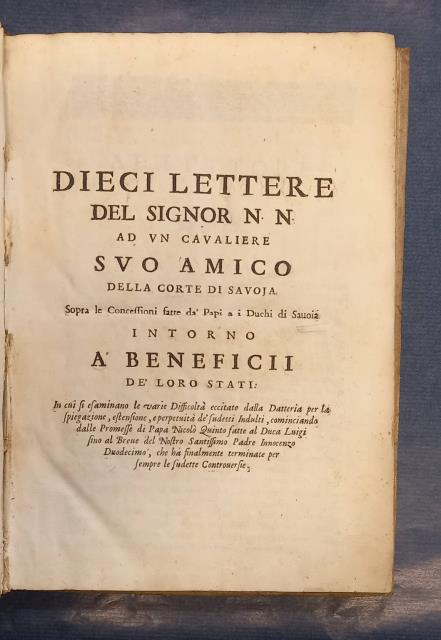 DIECI LETTERE
DEL SIGNOR N. N.
AD VN CAVALIERE
SVO AMICO
DELLA CORTE DI SAVOJA.
Sopra le Concessioni fatte da' Papi a i Duchi di Sauoia
INTORNO
A' BENEFICII
DE' LORO STATI:
In cui si esaminano le varie Difficoltà eccitate dalla Datteria per la
spiegazione, estensione, e perpetuità de' sudetti Indulti, cominciando
dalle Promesse di Papa Nicolò Quinto fatte al Duca Luigi
sino al Breue del Nostro Santissimo Padre Innocenzo
Duodecimo, che ha finalmente terminate per
sempre le sudette Controuersie.